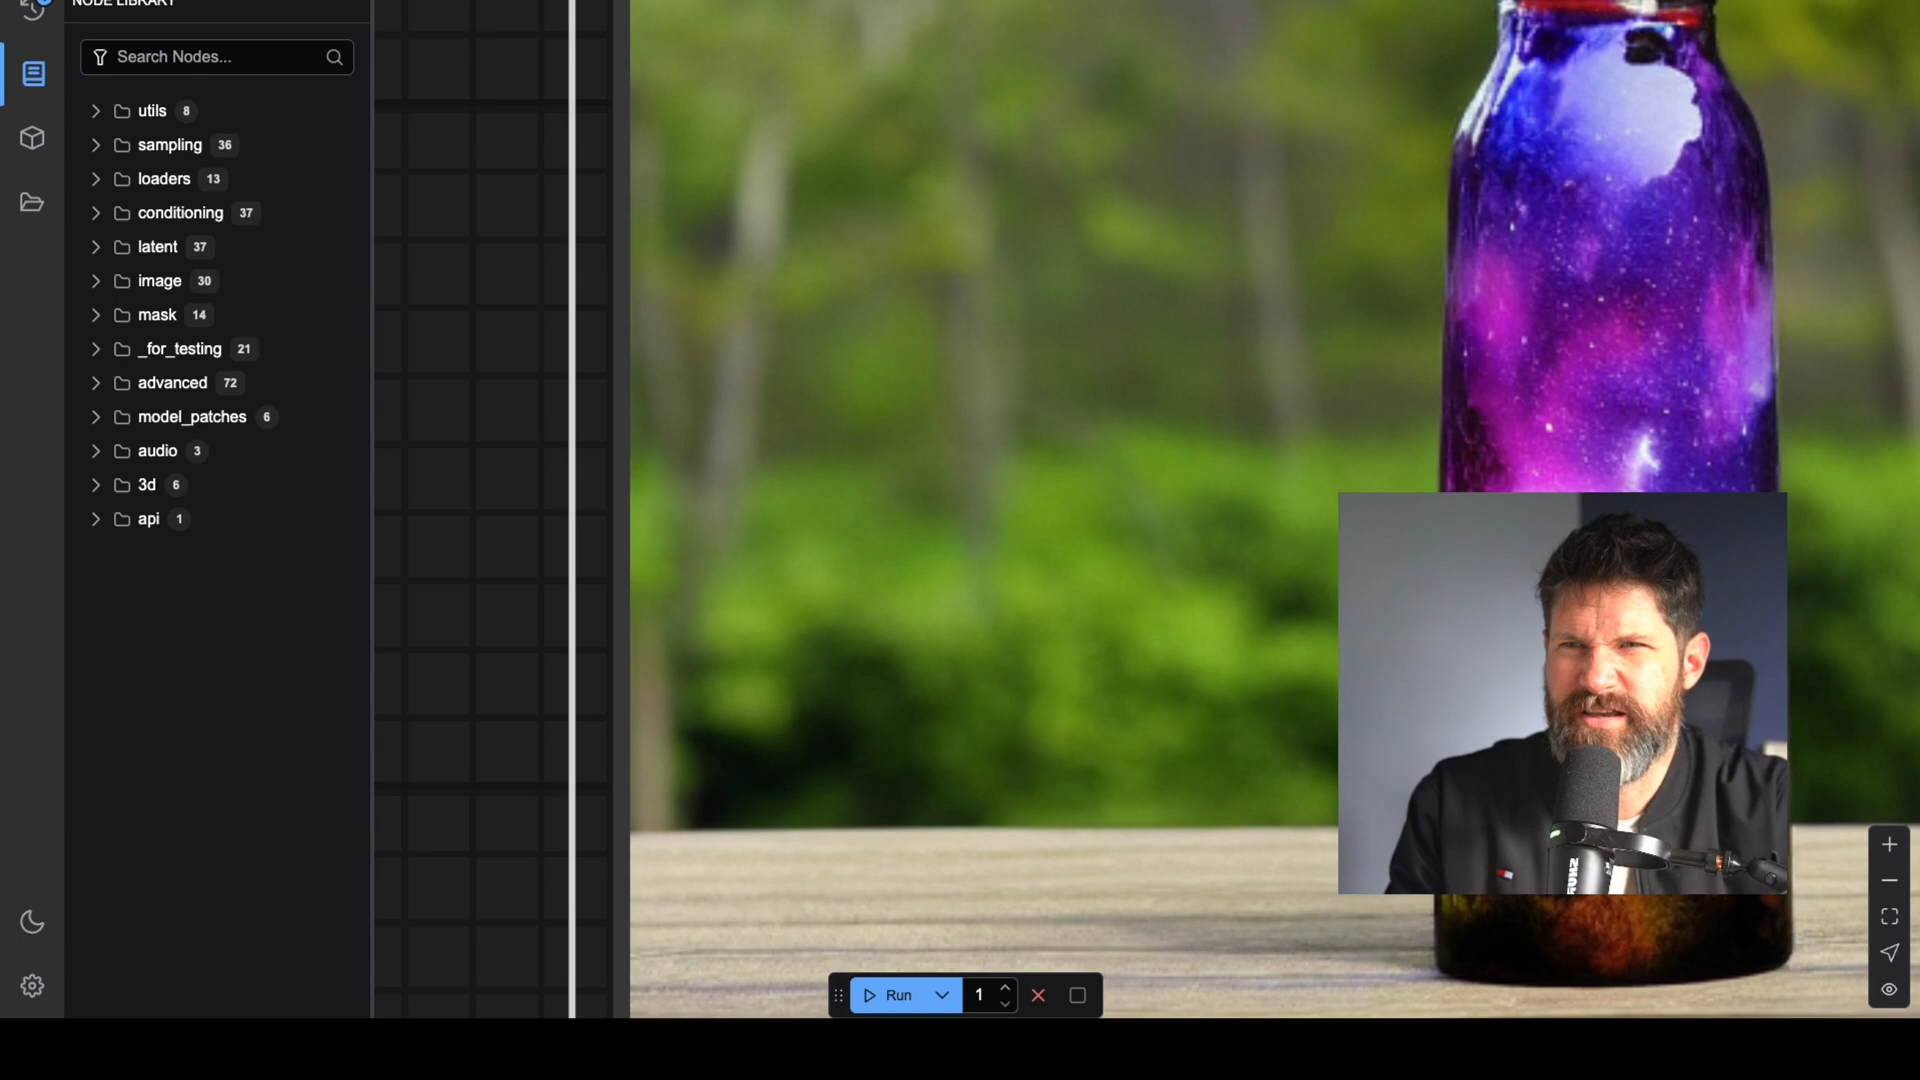 NODE LIBRARY
Search Nodes...
utils 8
sampling 36
loaders 13
conditioning 37
latent 37
image 30
mask 14
_for_testing 21
advanced 72
model_patches 6
audio 3
3d 6
api 1
Run 1